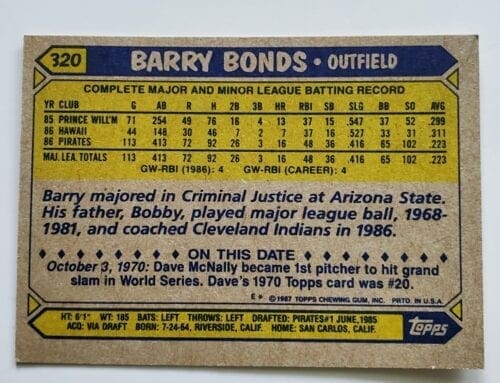 320 BARRY BONDS • OUTFIELD
COMPLETE MAJOR AND MINOR LEAGUE BATTING RECORD
YR CLUB G AB R H 2B 3B HR RBI SB SLG BB SO AVG
85 PRINCE WILL'M 71 254 49 76 16 4 13 37 15 .547 37 52 .299
86 HAWAII 44 148 30 46 7 2 7 37 16 .527 33 31 .311
86 PIRATES 113 413 72 92 26 3 16 48 36 .416 65 102 .223
MAJ. LEA. TOTALS 113 413 72 92 26 3 16 48 36 .416 65 102 .223
GW-RBI (1986): 4 GW-RBI (CAREER): 4
Barry majored in Criminal Justice at Arizona State.
His father, Bobby, played major league ball, 1968-
1981, and coached Cleveland Indians in 1986.
ON THIS DATE
October 3, 1970: Dave McNally became 1st pitcher to hit grand
slam in World Series. Dave's 1970 Topps card was #20.
E* ©1987 TOPPS CHEWING GUM, INC. PRTD. IN U.S.A.
HT: 6'1" WT: 185 BATS: LEFT THROWS: LEFT DRAFTED: PIRATES#1 JUNE, 1985
ACQ: VIA DRAFT BORN: 7-24-64, RIVERSIDE, CALIF. HOME: SAN CARLOS, CALIF.
topps